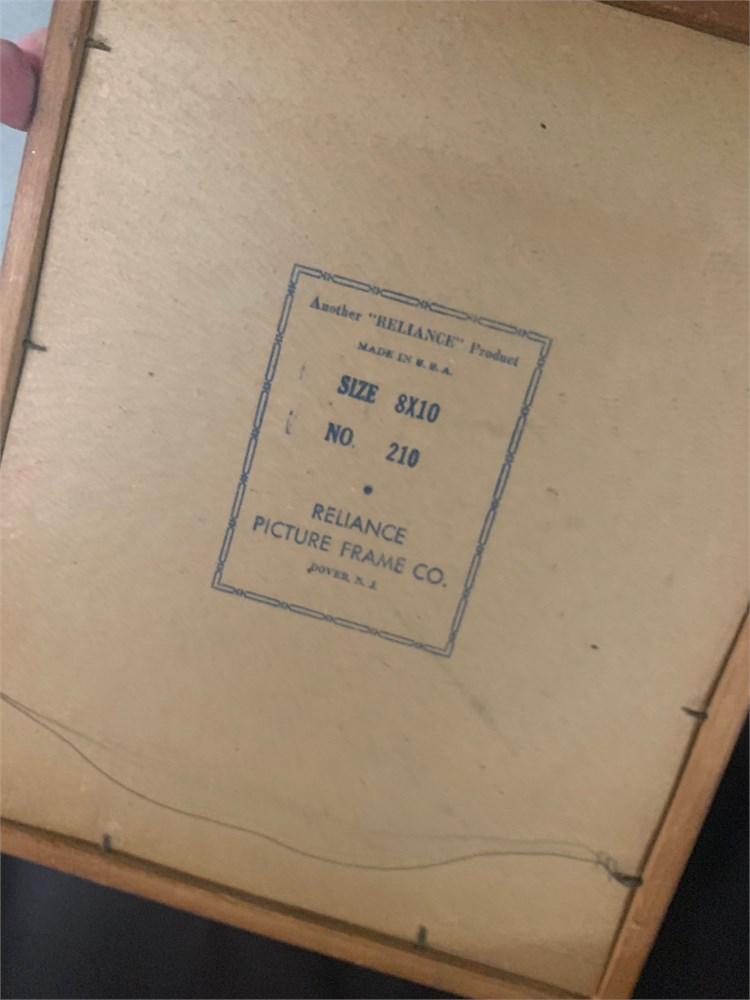 Another "RELIANCE" Product
MADE IN U. S. A.
SIZE 8X10
NO. 210
RELIANCE
PICTURE FRAME CO.
DOVER, N. J.